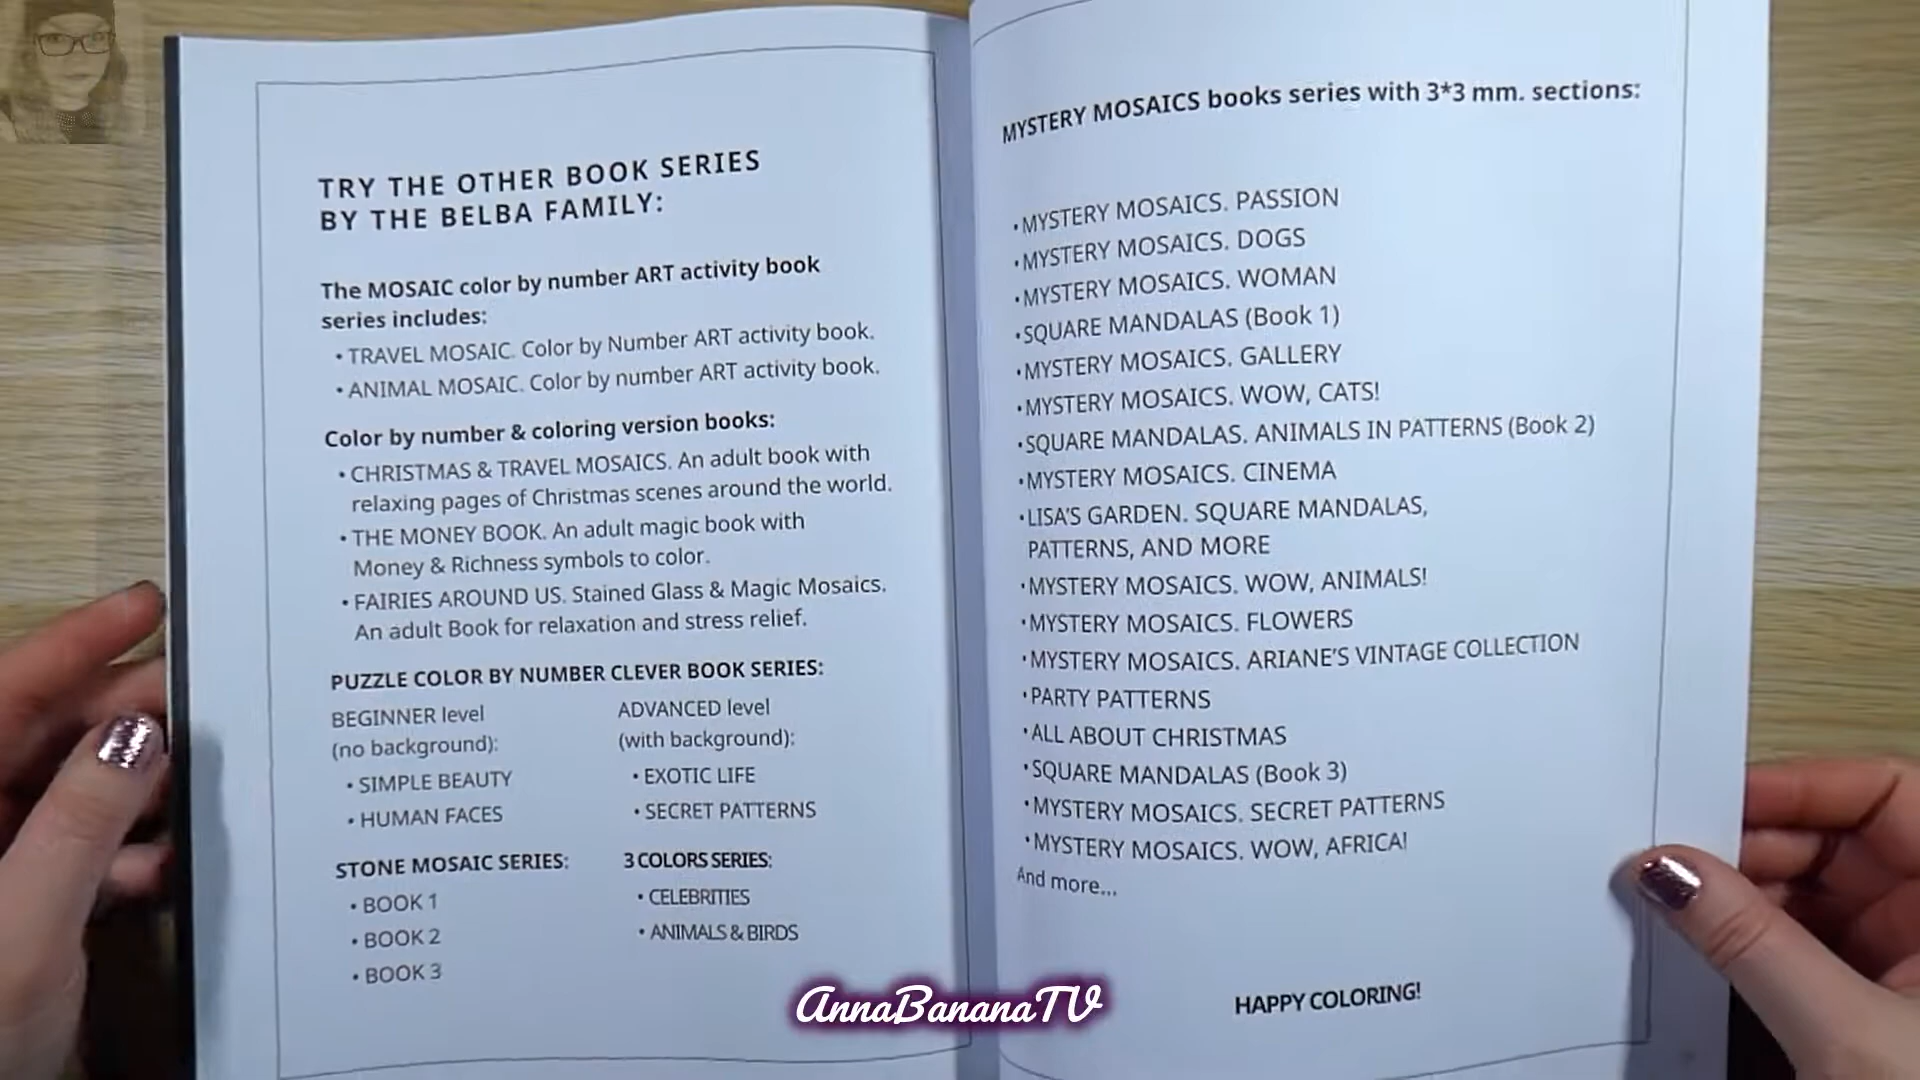 TRY THE OTHER BOOK SERIES
BY THE BELBA FAMILY:
The MOSAIC color by number ART activity book
series includes:
• TRAVEL MOSAIC. Color by Number ART activity book.
• ANIMAL MOSAIC. Color by number ART activity book.
Color by number & coloring version books:
• CHRISTMAS & TRAVEL MOSAICS. An adult book with
relaxing pages of Christmas scenes around the world.
• THE MONEY BOOK. An adult magic book with
Money & Richness symbols to color.
• FAIRIES AROUND US. Stained Glass & Magic Mosaics.
An adult Book for relaxation and stress relief.
PUZZLE COLOR BY NUMBER CLEVER BOOK SERIES:
BEGINNER level
(no background):
• SIMPLE BEAUTY
• HUMAN FACES
ADVANCED level
(with background):
• EXOTIC LIFE
• SECRET PATTERNS
STONE MOSAIC SERIES:
• BOOK 1
• BOOK 2
• BOOK 3
3 COLORS SERIES:
• CELEBRITIES
• ANIMALS & BIRDS
MYSTERY MOSAICS books series with 3*3 mm. sections:
• MYSTERY MOSAICS. PASSION
• MYSTERY MOSAICS. DOGS
• MYSTERY MOSAICS. WOMAN
• SQUARE MANDALAS (Book 1)
• MYSTERY MOSAICS. GALLERY
• MYSTERY MOSAICS. WOW, CATS!
• SQUARE MANDALAS. ANIMALS IN PATTERNS (Book 2)
• MYSTERY MOSAICS. CINEMA
• LISA'S GARDEN. SQUARE MANDALAS,
PATTERNS, AND MORE
• MYSTERY MOSAICS. WOW, ANIMALS!
• MYSTERY MOSAICS. FLOWERS
• MYSTERY MOSAICS. ARIANE'S VINTAGE COLLECTION
• PARTY PATTERNS
• ALL ABOUT CHRISTMAS
• SQUARE MANDALAS (Book 3)
• MYSTERY MOSAICS. SECRET PATTERNS
• MYSTERY MOSAICS. WOW, AFRICA!
And more...
HAPPY COLORING!
AnnaBananaTV